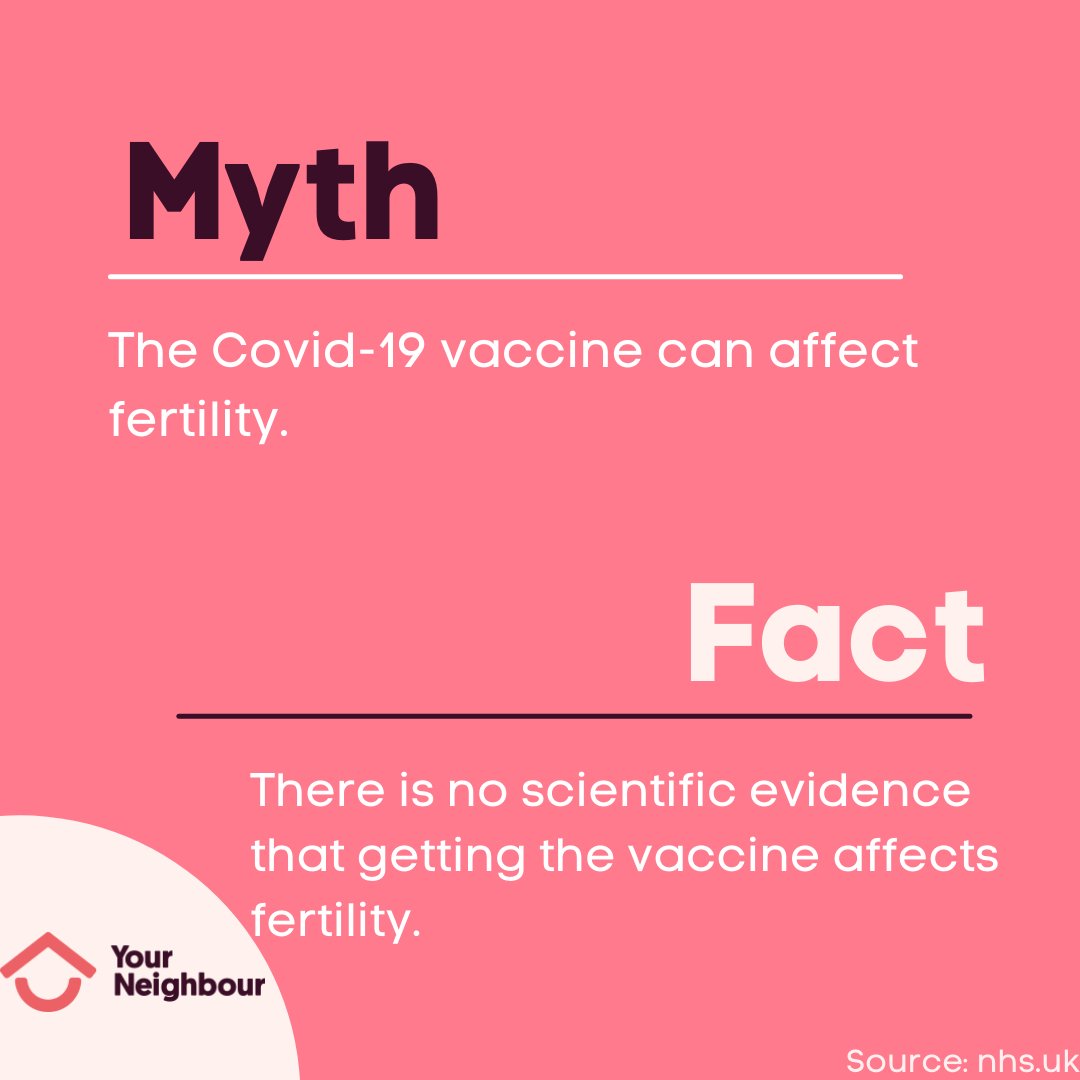 Myth
The Covid-19 vaccine can affect
fertility.
Fact
There is no scientific evidence
that getting the vaccine affects
fertility.
Your
Neighbour
Source: nhs.uk